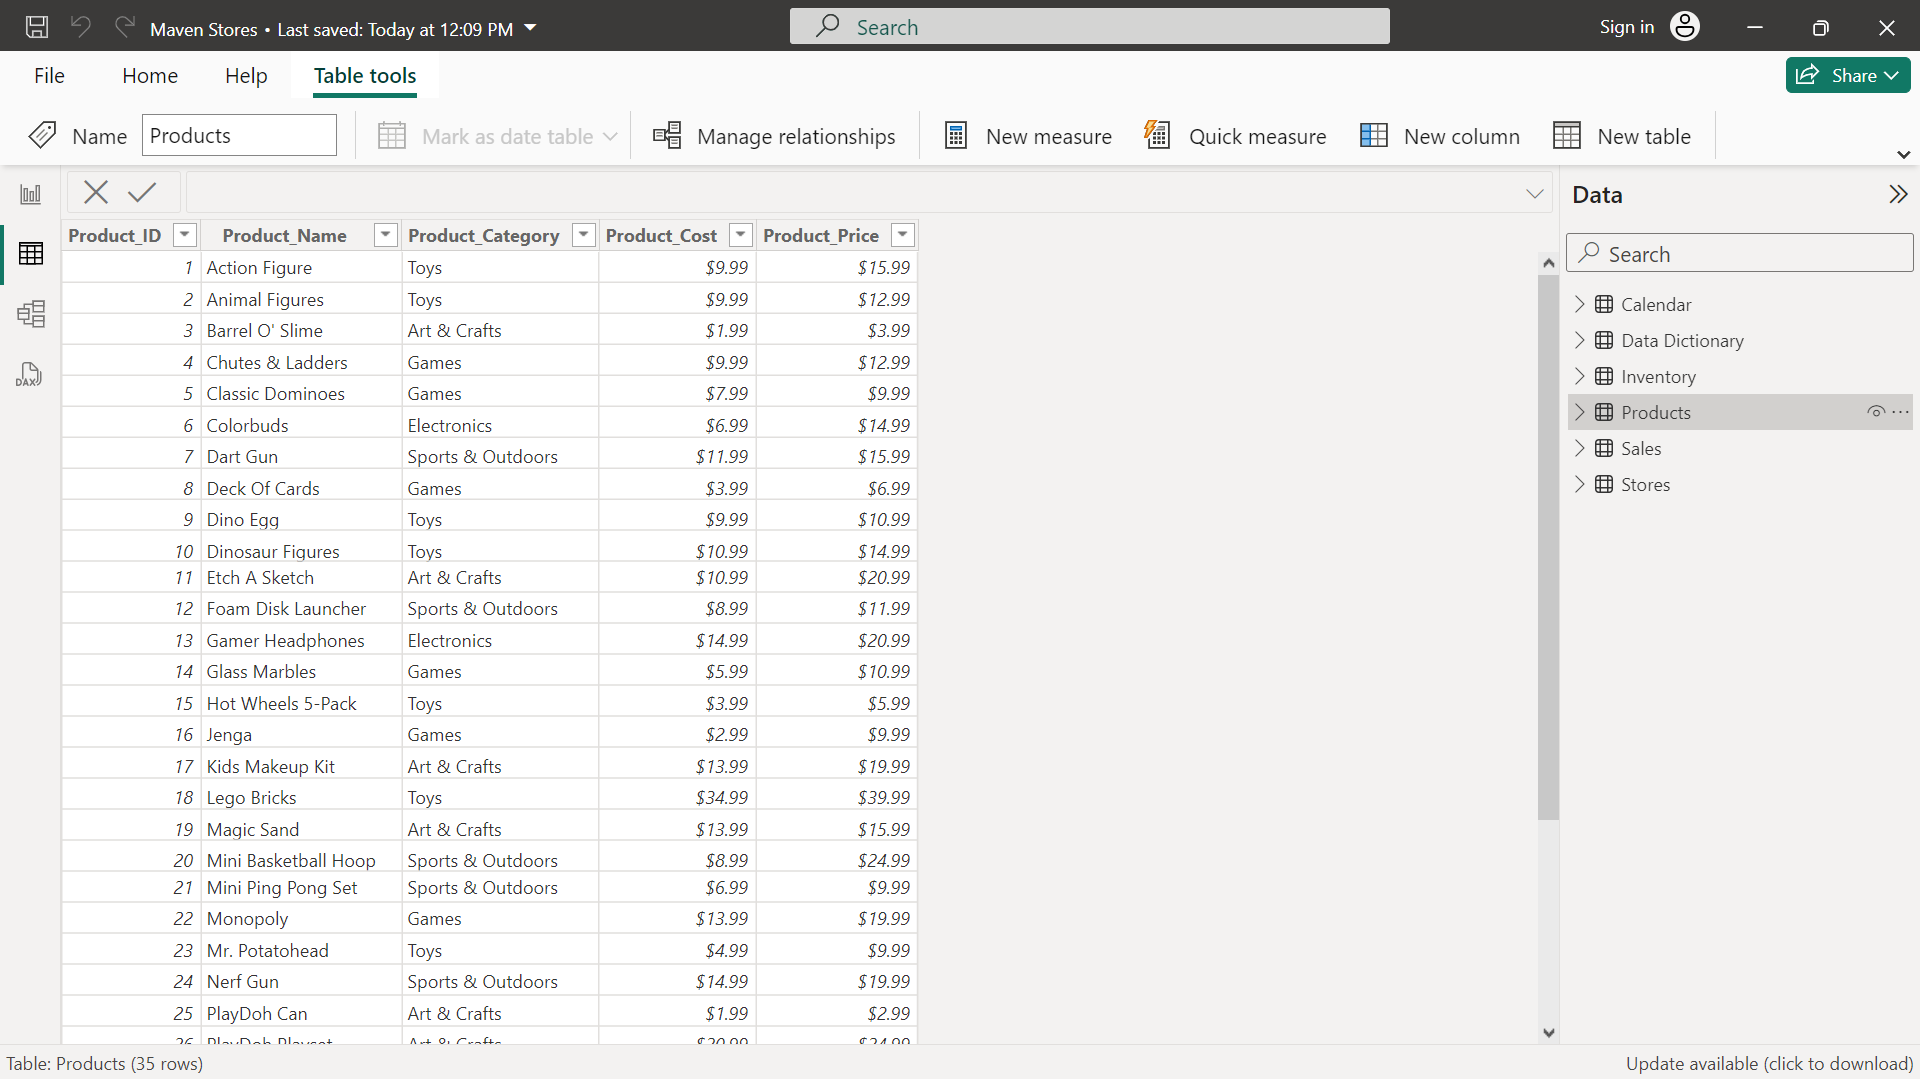 Maven Stores • Last saved: Today at 12:09 PM
Search
Sign in
File Home Help Table tools
Share
Name Products
Mark as date table
Manage relationships
New measure
Quick measure
New column
New table
Data
Search
Calendar
Data Dictionary
Inventory
Products
Sales
Stores
DAX
Product_ID Product_Name Product_Category Product_Cost Product_Price
1 Action Figure Toys $9.99 $15.99
2 Animal Figures Toys $9.99 $12.99
3 Barrel O' Slime Art & Crafts $1.99 $3.99
4 Chutes & Ladders Games $9.99 $12.99
5 Classic Dominoes Games $7.99 $9.99
6 Colorbuds Electronics $6.99 $14.99
7 Dart Gun Sports & Outdoors $11.99 $15.99
8 Deck Of Cards Games $3.99 $6.99
9 Dino Egg Toys $9.99 $10.99
10 Dinosaur Figures Toys $10.99 $14.99
11 Etch A Sketch Art & Crafts $10.99 $20.99
12 Foam Disk Launcher Sports & Outdoors $8.99 $11.99
13 Gamer Headphones Electronics $14.99 $20.99
14 Glass Marbles Games $5.99 $10.99
15 Hot Wheels 5-Pack Toys $3.99 $5.99
16 Jenga Games $2.99 $9.99
17 Kids Makeup Kit Art & Crafts $13.99 $19.99
18 Lego Bricks Toys $34.99 $39.99
19 Magic Sand Art & Crafts $13.99 $15.99
20 Mini Basketball Hoop Sports & Outdoors $8.99 $24.99
21 Mini Ping Pong Set Sports & Outdoors $6.99 $9.99
22 Monopoly Games $13.99 $19.99
23 Mr. Potatohead Toys $4.99 $9.99
24 Nerf Gun Sports & Outdoors $14.99 $19.99
25 PlayDoh Can Art & Crafts $1.99 $2.99
26 PlayDoh Playset Art & Crafts $20.99 $24.99
Table: Products (35 rows)
Update available (click to download)